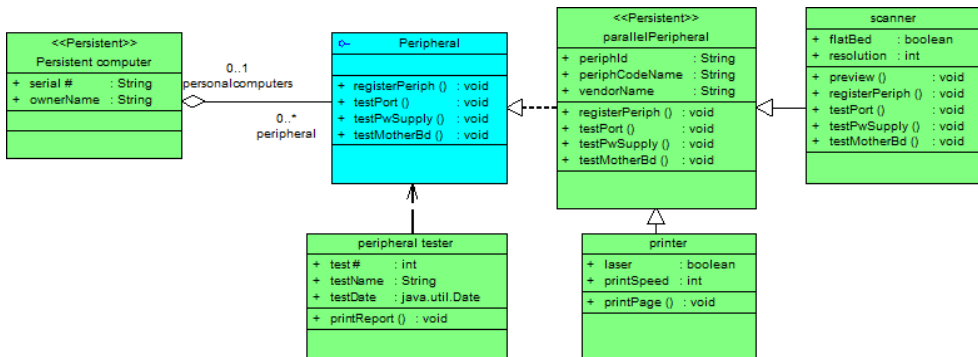 <<Persistent>>
Persistent computer
+ serial # : String
+ ownerName : String
0..1
personalcomputers
0..*
peripheral
Peripheral
+ registerPeriph () : void
+ testPort () : void
+ testPwSupply () : void
+ testMotherBd () : void
<<Persistent>>
parallelPeripheral
+ periphId : String
+ periphCodeName : String
+ vendorName : String
+ registerPeriph () : void
+ testPort () : void
+ testPwSupply () : void
+ testMotherBd () : void
scanner
+ flatBed : boolean
+ resolution : int
+ preview () : void
+ registerPeriph () : void
+ testPort () : void
+ testPwSupply () : void
+ testMotherBd () : void
peripheral tester
+ test# : int
+ testName : String
+ testDate : java.util.Date
+ printReport () : void
printer
+ laser : boolean
+ printSpeed : int
+ printPage () : void